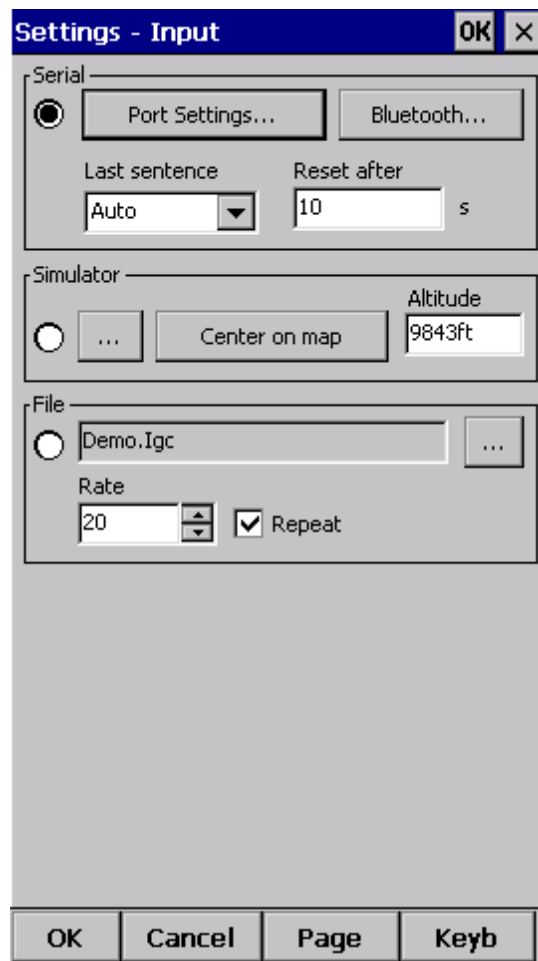 Settings - Input OK ×
Serial
Port Settings... Bluetooth...
Last sentence Reset after
Auto 10 s
Simulator
Altitude
... Center on map 9843ft
File
Demo.Igc ...
Rate
20 Repeat
OK Cancel Page Keyb